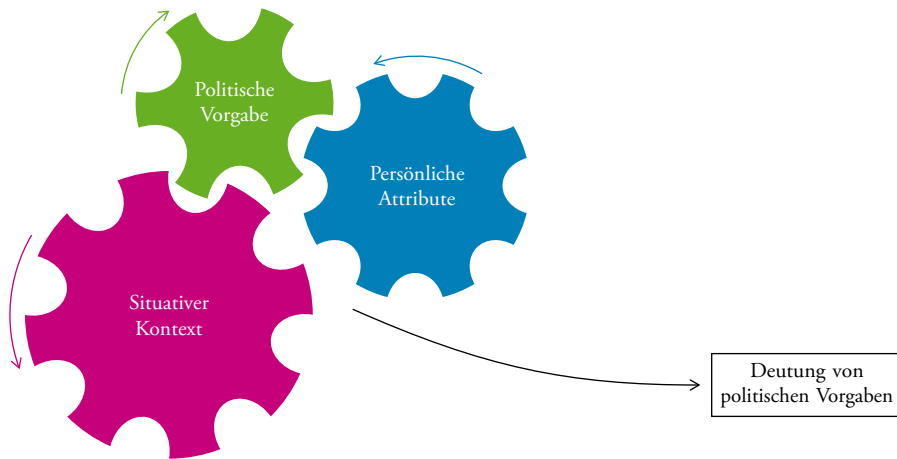 Politische
Vorgabe
Persönliche
Attribute
Situativer
Kontext
Deutung von
politischen Vorgaben